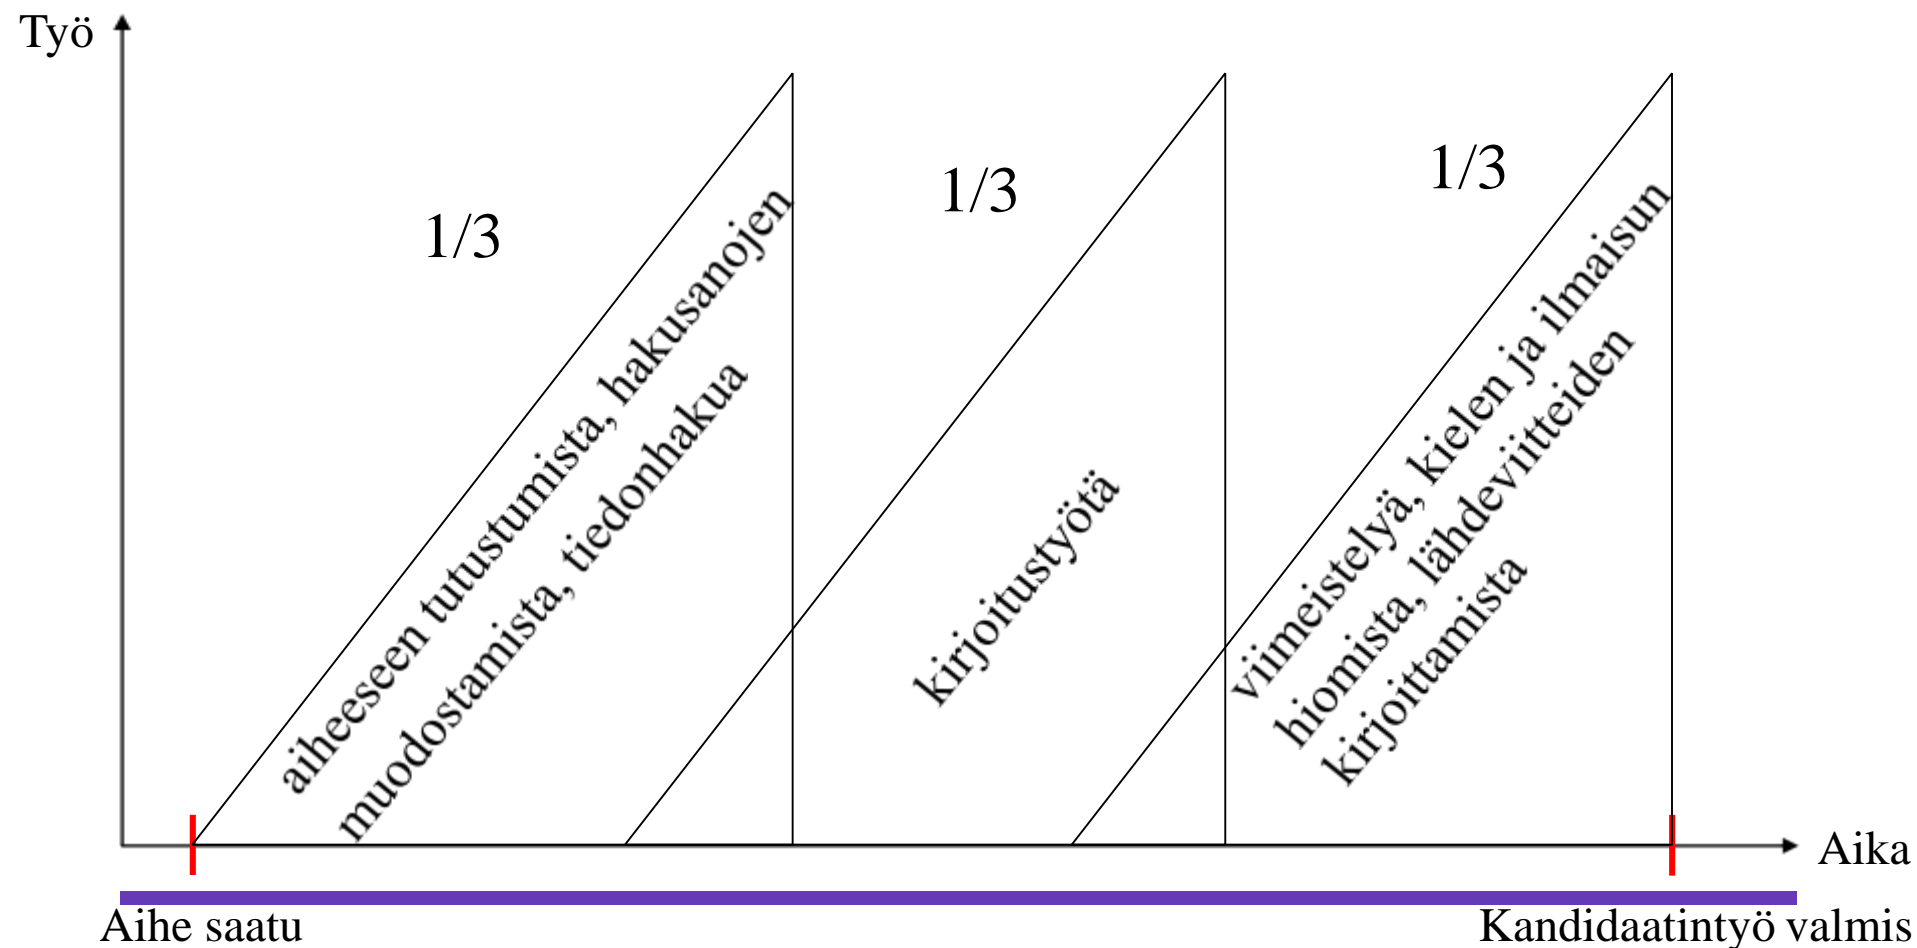 Työ
1/3
1/3
1/3
aiheeseen tutustumista, hakusanojen
muodostamista, tiedonhakua
kirjoitustyötä
viimeistelyä, kielen ja ilmaisun
hiomista, lähdeviitteiden
kirjoittamista
Aika
Aihe saatu
Kandidaatintyö valmis